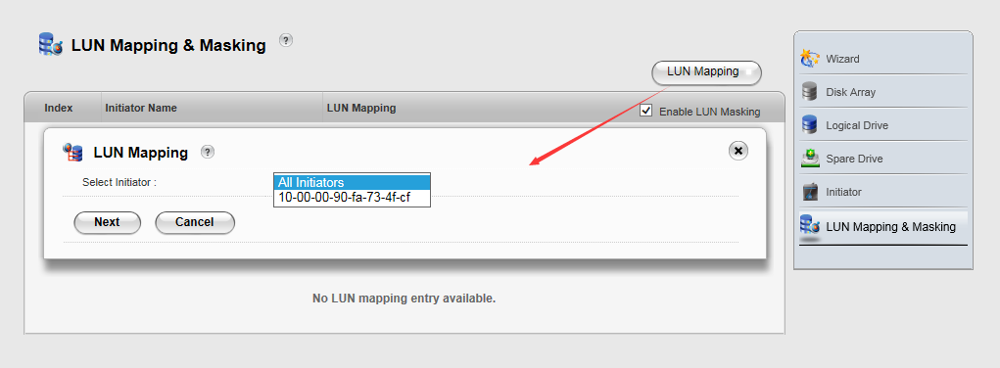 LUN Mapping & Masking ?
LUN Mapping
Index Initiator Name LUN Mapping Enable LUN Masking
LUN Mapping ?
Select Initiator :
All Initiators
10-00-00-90-fa-73-4f-cf
Next Cancel
No LUN mapping entry available.
Wizard
Disk Array
Logical Drive
Spare Drive
Initiator
LUN Mapping & Masking